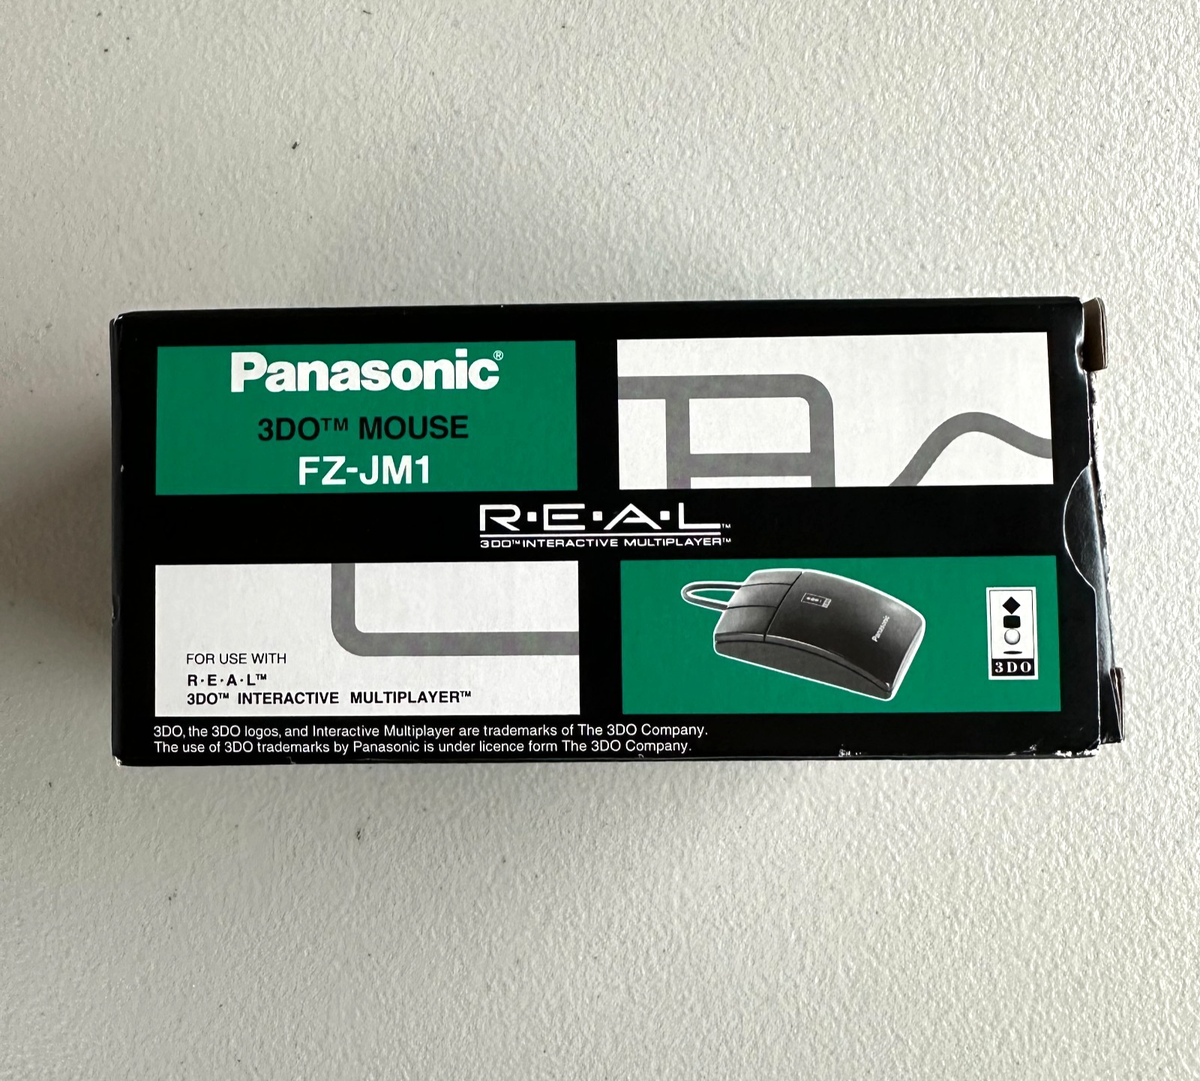 Panasonic®
3DO™ MOUSE
FZ-JM1
R·E·A·L™
3DO™ INTERACTIVE MULTIPLAYER™
FOR USE WITH
R·E·A·L™
3DO™ INTERACTIVE MULTIPLAYER™
Panasonic
3DO
3DO, the 3DO logos, and Interactive Multiplayer are trademarks of The 3DO Company.
The use of 3DO trademarks by Panasonic is under licence form The 3DO Company.